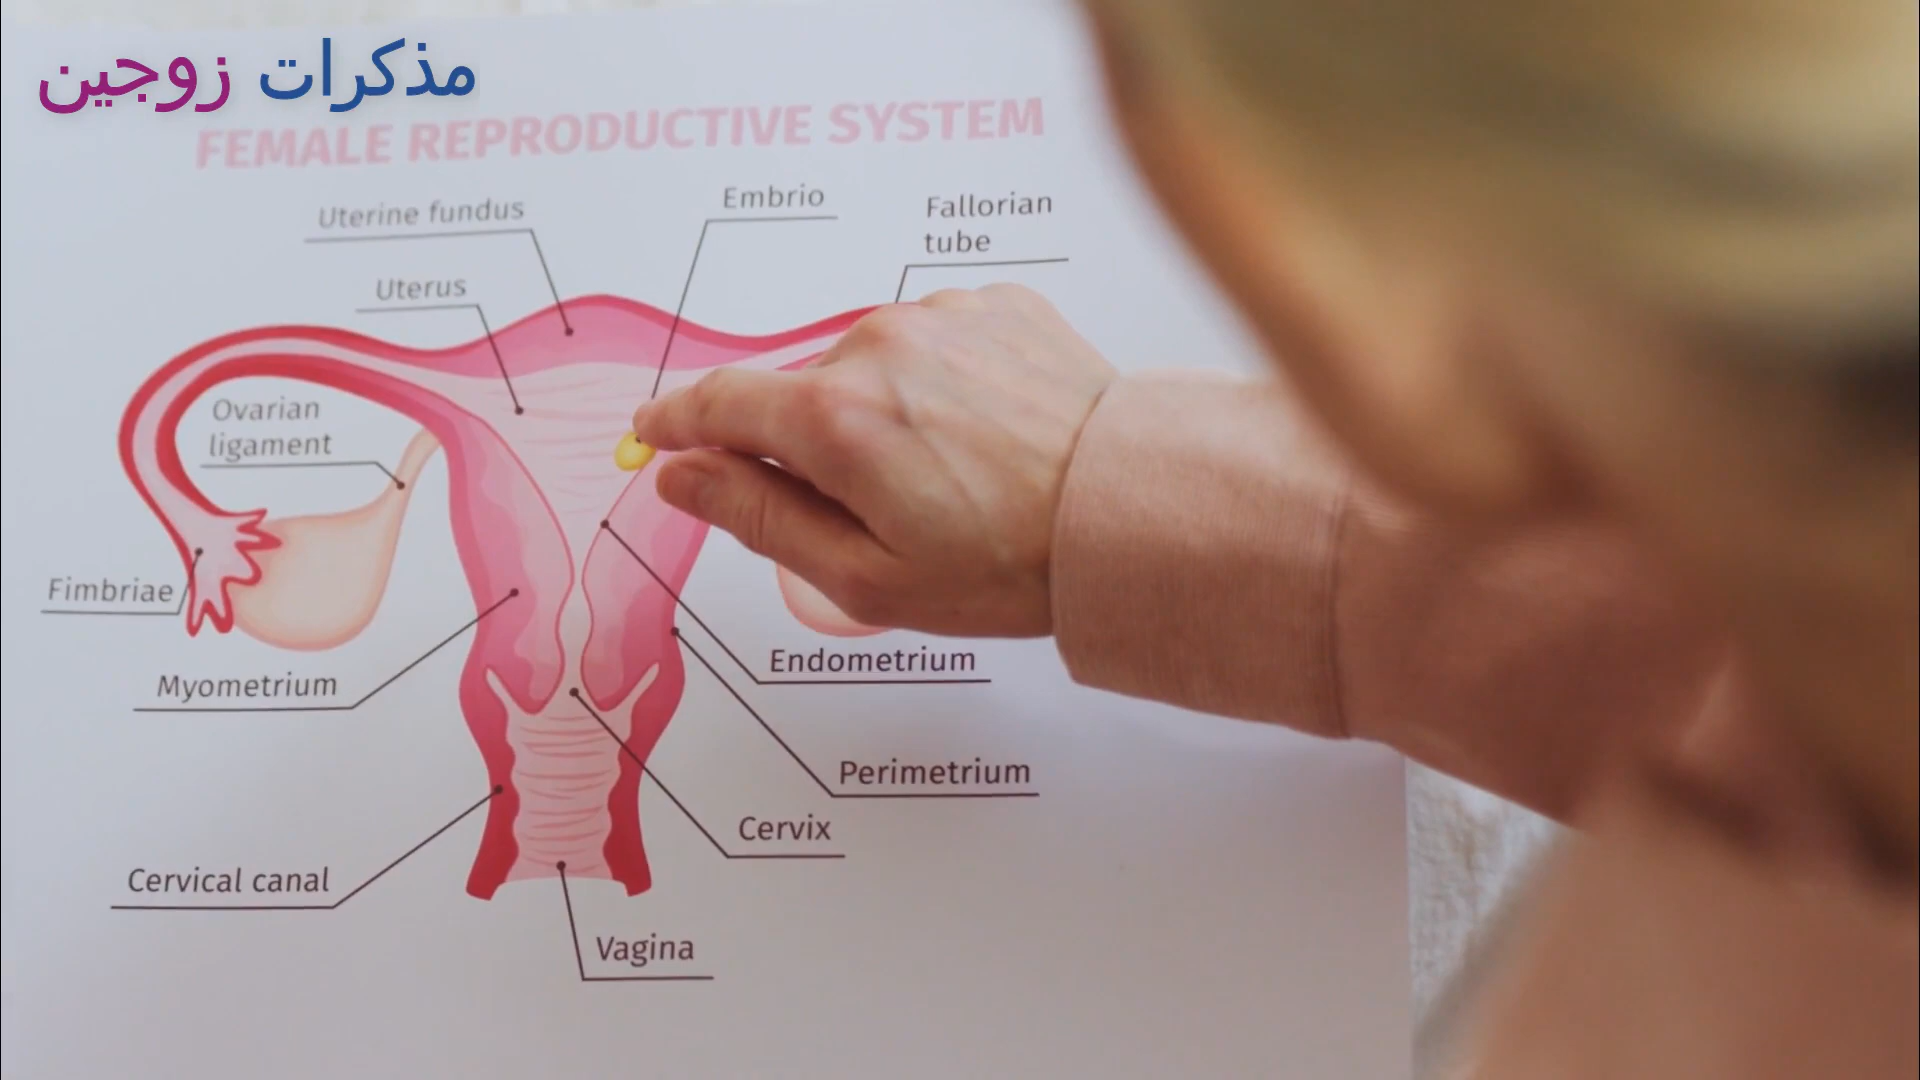 مذكرات زوجين
FEMALE REPRODUCTIVE SYSTEM
Uterine fundus
Embrio
Fallorian
tube
Uterus
Ovarian
ligament
Fimbriae
Myometrium
Endometrium
Perimetrium
Cervix
Cervical canal
Vagina